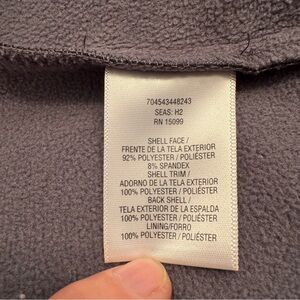 704543448243
SEAS: H2
RN 15099
SHELL FACE /
FRENTE DE LA TELA EXTERIOR
92% POLYESTER / POLIÉSTER
8% SPANDEX
SHELL TRIM /
ADORNO DE LA TELA EXTERIOR
100% POLYESTER / POLIÉSTER
BACK SHELL /
TELA EXTERIOR DE LA ESPALDA
100% POLYESTER / POLIÉSTER
LINING/FORRO
100% POLYESTER / POLIÉSTER